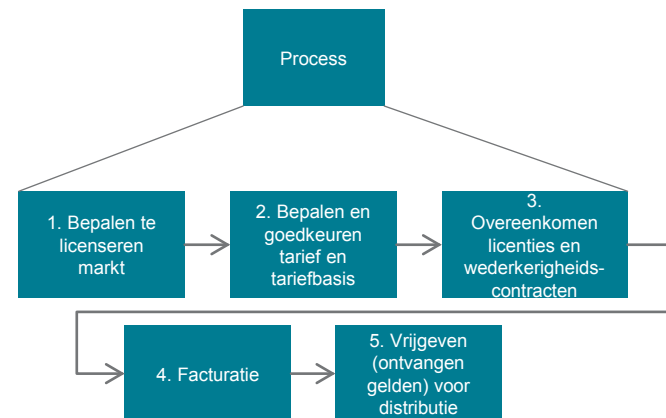 Process
1. Bepalen te
licenseren
markt
2. Bepalen en
goedkeuren
tarief en
tariefbasis
3.
Overeenkomen
licenties en
wederkerigheids-
contracten
4. Facturatie
5. Vrijgeven
(ontvangen
gelden) voor
distributie